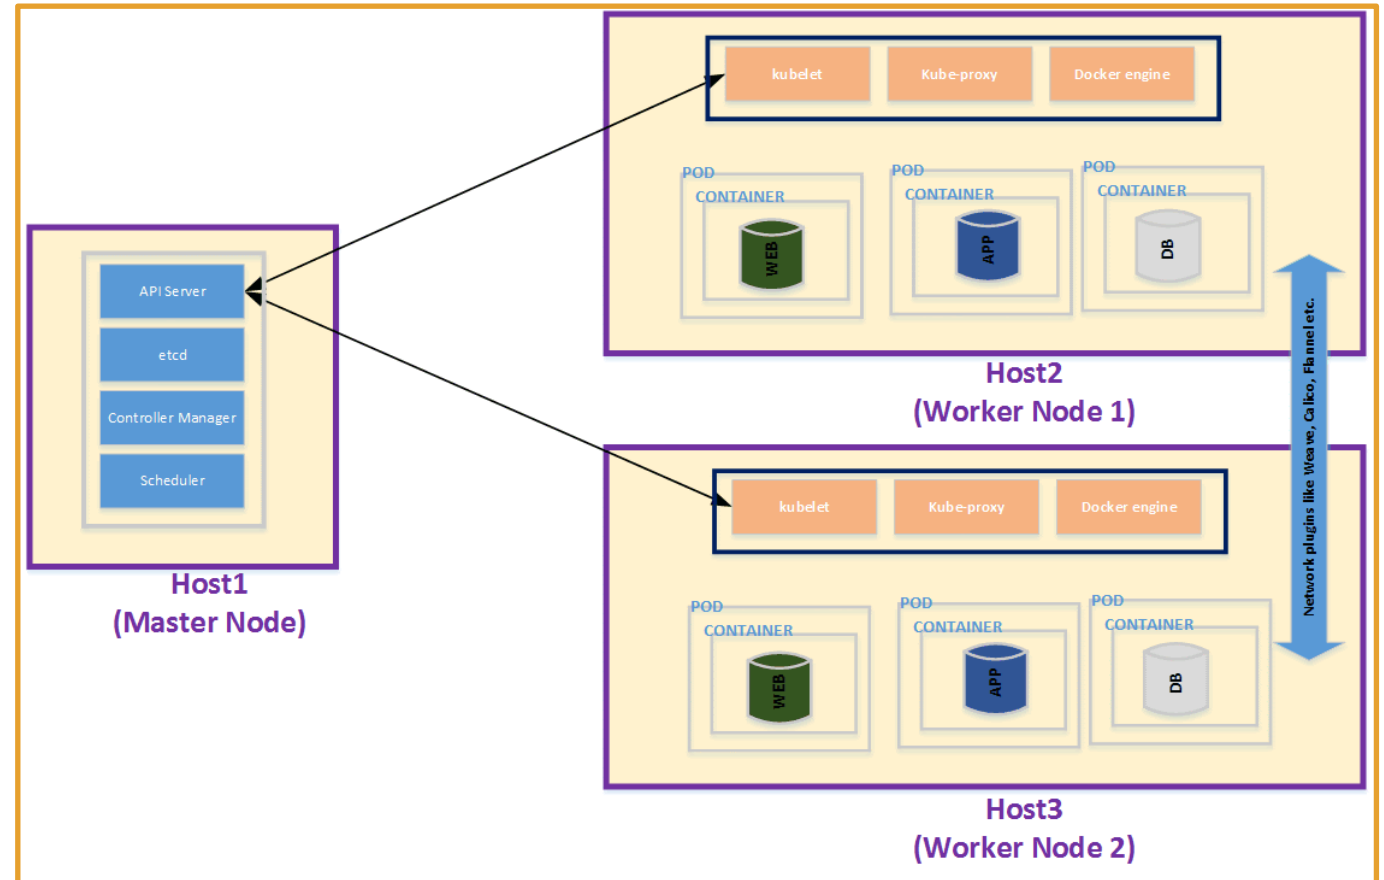 API Server
etcd
Controller Manager
Scheduler
Host1
(Master Node)
kubelet
Kube-proxy
Docker engine
POD
CONTAINER
WEB
POD
CONTAINER
APP
POD
CONTAINER
DB
Host2
(Worker Node 1)
Network plugins like Weave, Calico, Flannel etc.
kubelet
Kube-proxy
Docker engine
POD
CONTAINER
WEB
POD
CONTAINER
APP
POD
CONTAINER
DB
Host3
(Worker Node 2)